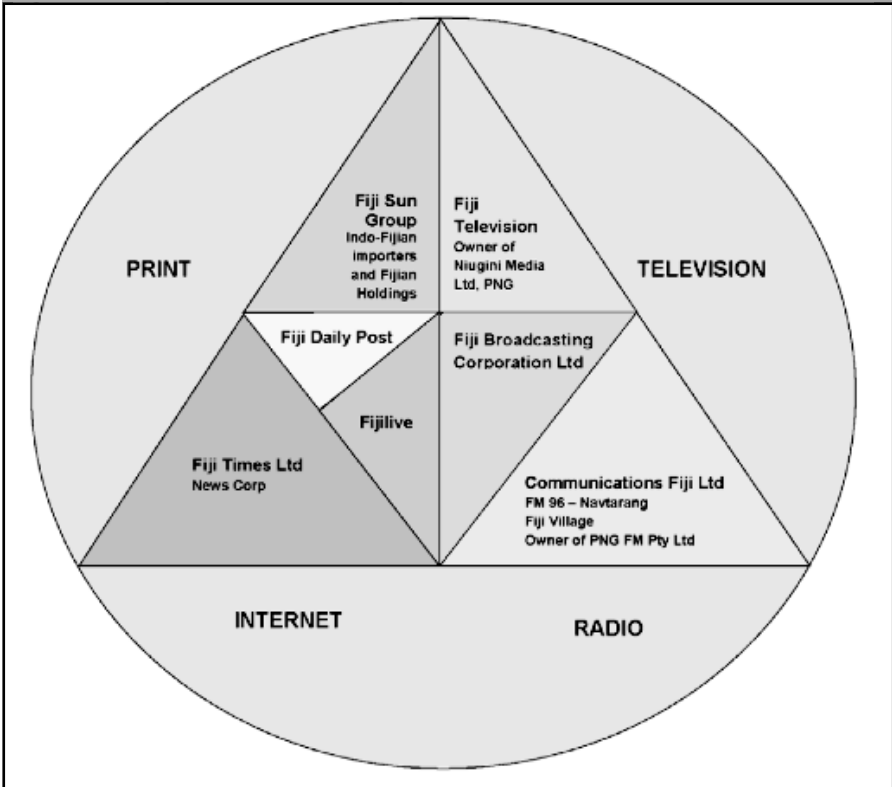 Fiji Sun
Group
Indo-Fijian
importers
and Fijian
Holdings
Fiji
Television
Owner of
Niugini Media
Ltd, PNG
PRINT
TELEVISION
Fiji Daily Post
Fiji Broadcasting
Corporation Ltd
Fijilive
Fiji Times Ltd
News Corp
Communications Fiji Ltd
FM 96 – Navtarang
Fiji Village
Owner of PNG FM Pty Ltd
INTERNET
RADIO